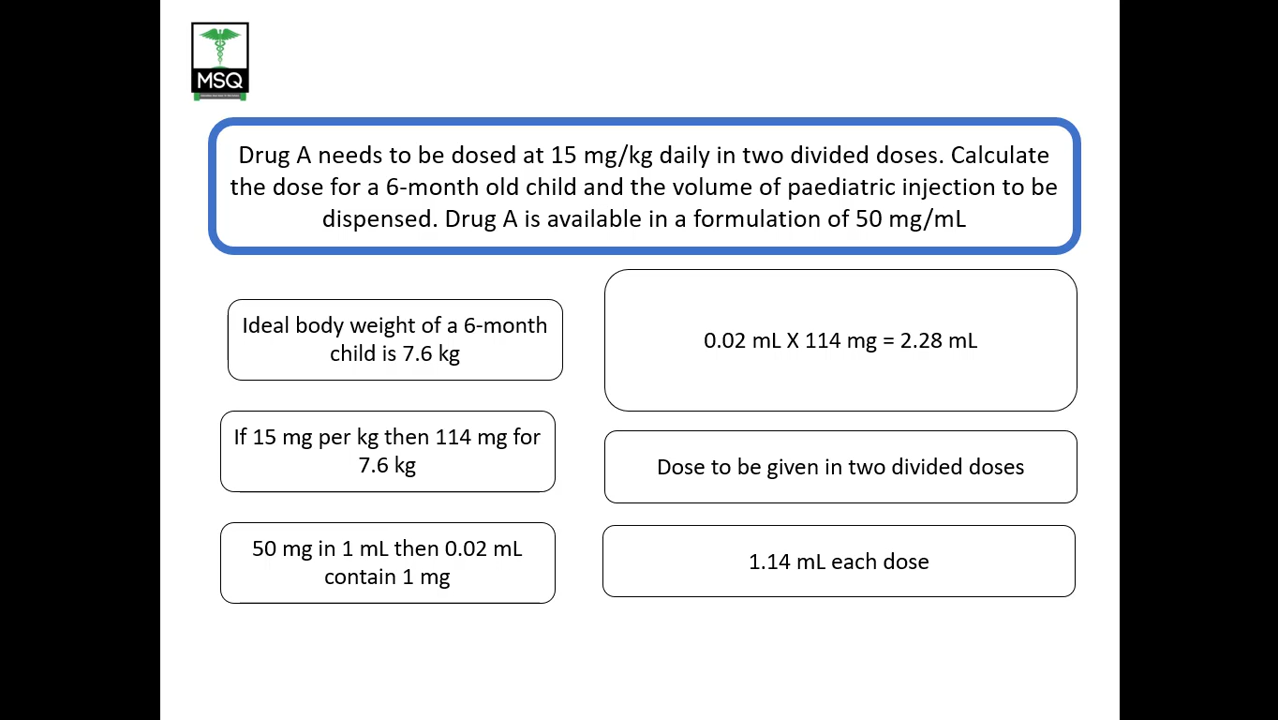 MSQ
Drug A needs to be dosed at 15 mg/kg daily in two divided doses. Calculate
the dose for a 6-month old child and the volume of paediatric injection to be
dispensed. Drug A is available in a formulation of 50 mg/mL
Ideal body weight of a 6-month
child is 7.6 kg
If 15 mg per kg then 114 mg for
7.6 kg
50 mg in 1 mL then 0.02 mL
contain 1 mg
0.02 mL X 114 mg = 2.28 mL
Dose to be given in two divided doses
1.14 mL each dose